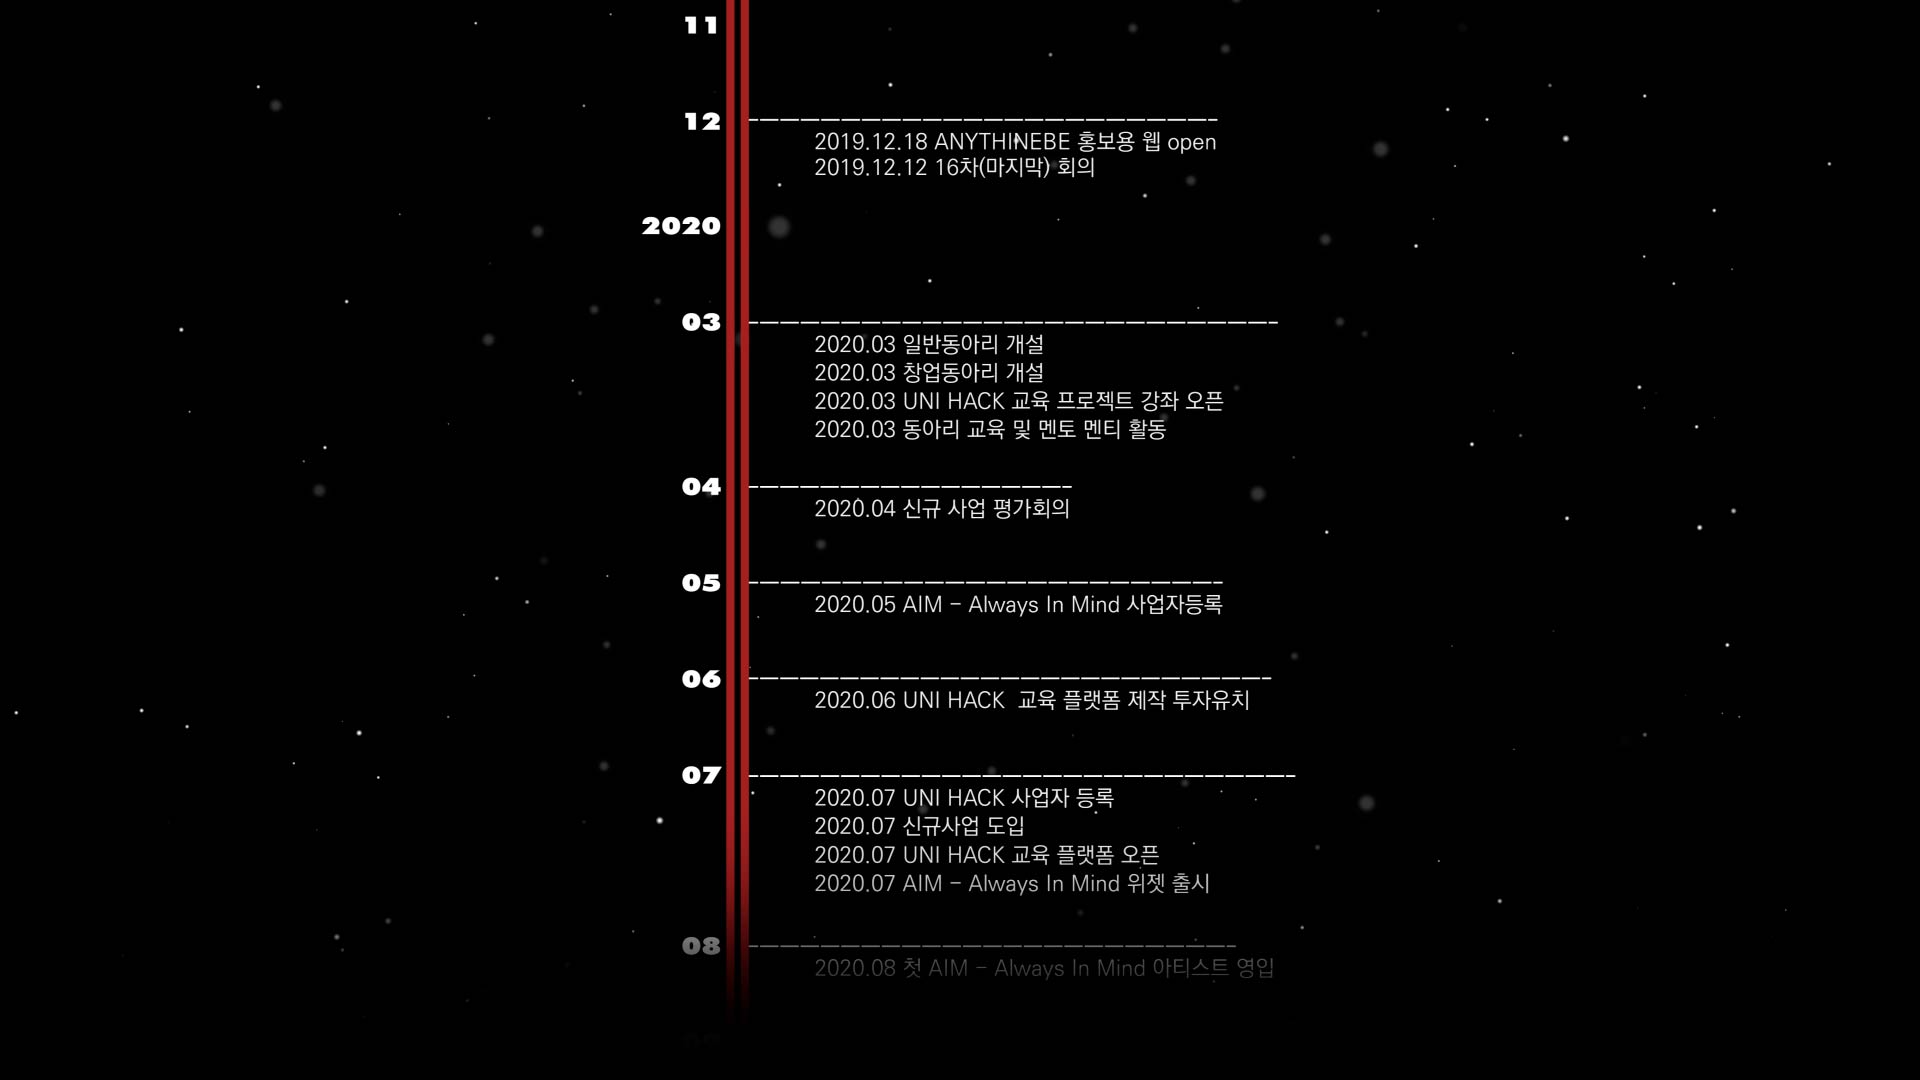 11
12
2019.12.18 ANYTHINEBE 홍보용 웹 open
2019.12.12 16차(마지막) 회의
2020
03
2020.03 일반동아리 개설
2020.03 창업동아리 개설
2020.03 UNI HACK 교육 프로젝트 강좌 오픈
2020.03 동아리 교육 및 멘토 멘티 활동
04
2020.04 신규 사업 평가회의
05
2020.05 AIM - Always In Mind 사업자등록
06
2020.06 UNI HACK 교육 플랫폼 제작 투자유치
07
2020.07 UNI HACK 사업자 등록
2020.07 신규사업 도입
2020.07 UNI HACK 교육 플랫폼 오픈
2020.07 AIM - Always In Mind 위젯 출시
08
2020.08 첫 AIM - Always In Mind 아티스트 영입